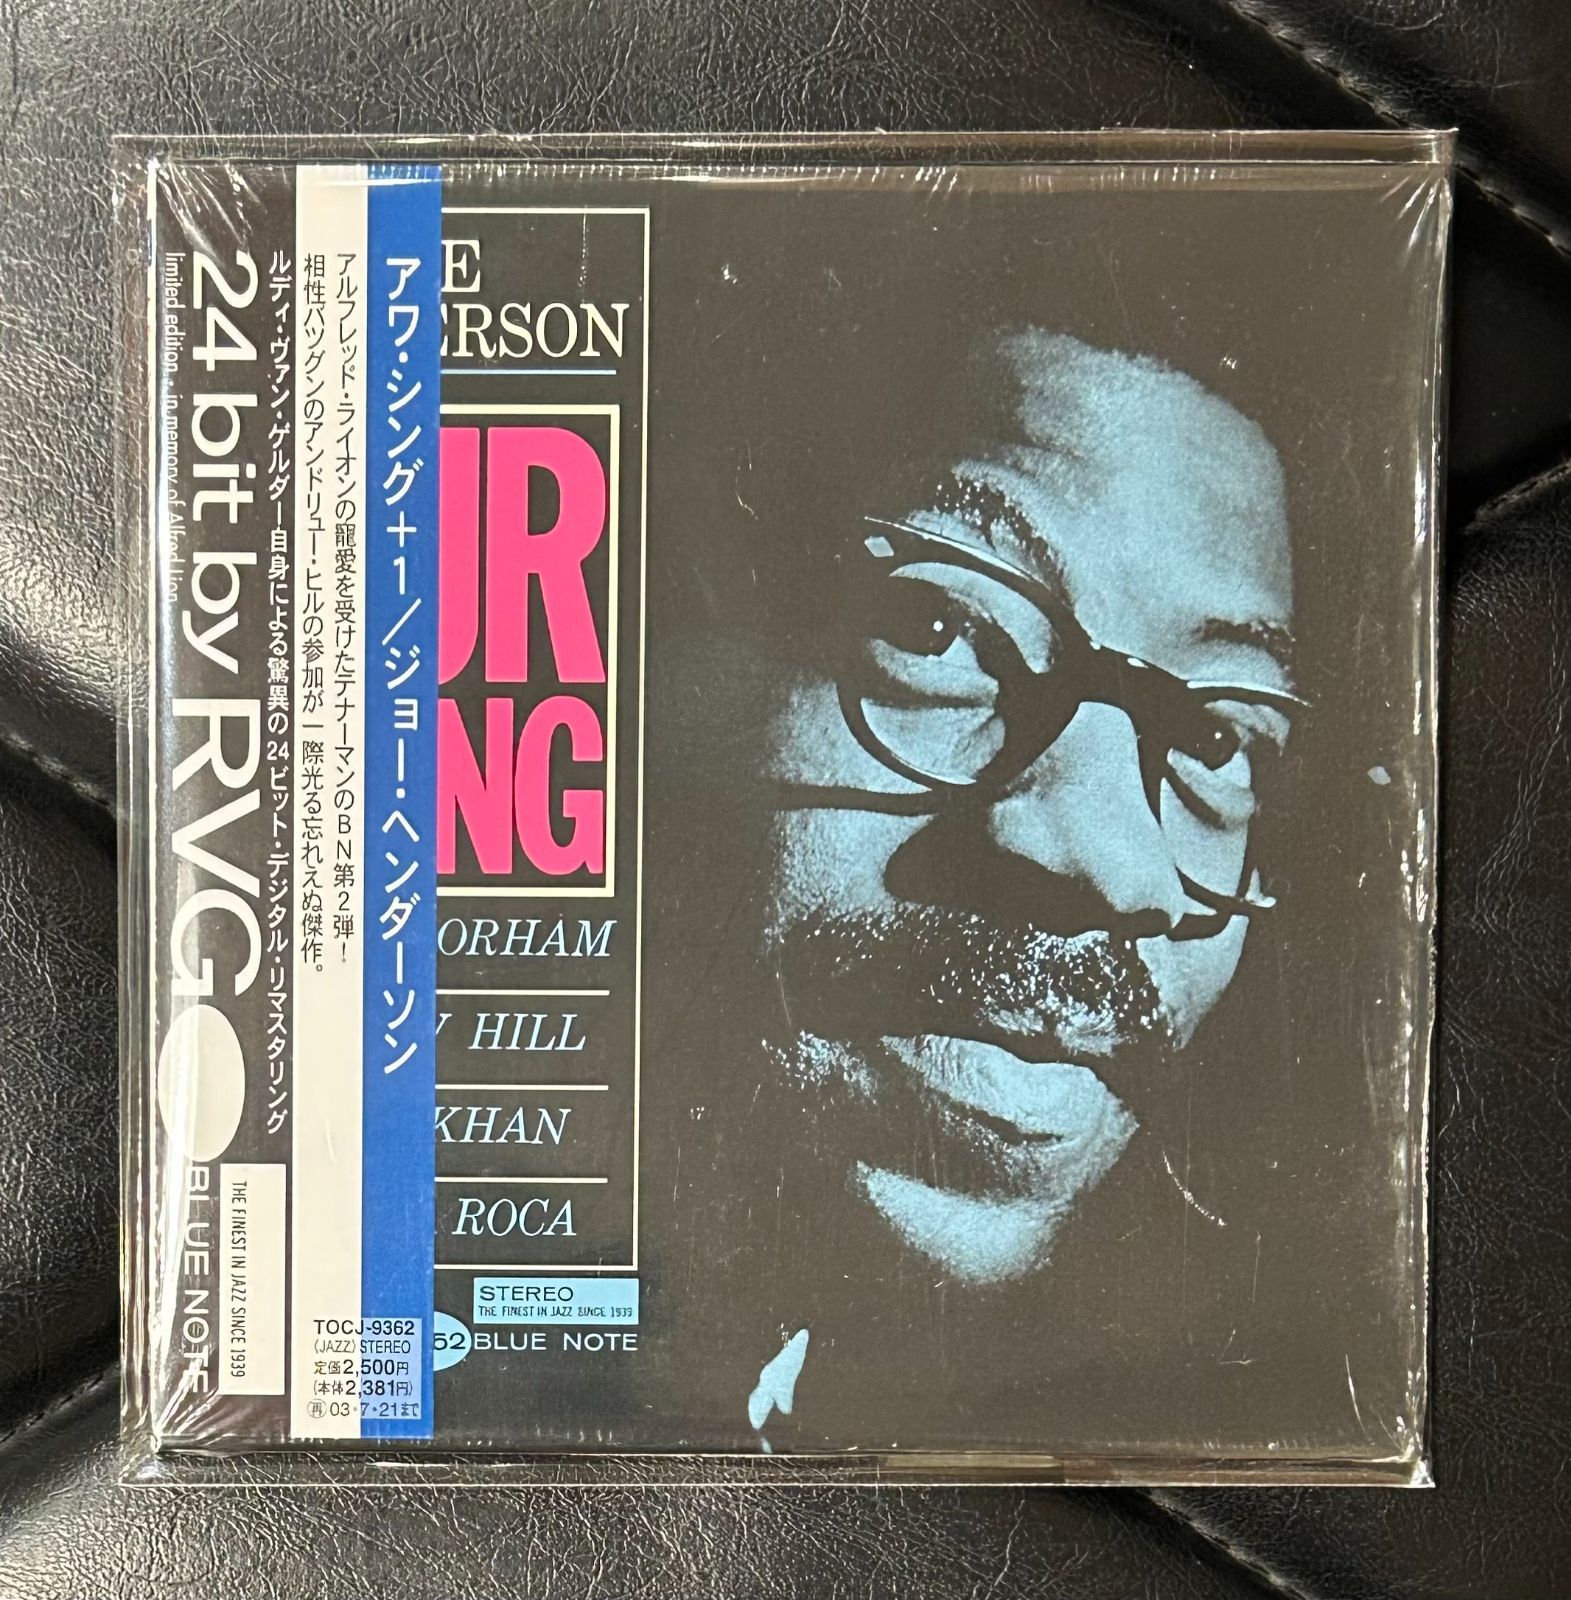 24 bit by RVG
limited edition・in memory of Alfred Lion
ルディ・ヴァン・ゲルダー自身による驚異の24ビット・デジタル・リマスタリング
BLUE NOTE
THE FINEST IN JAZZ SINCE 1939
アワ・シング+1/ジョー・ヘンダーソン
アルフレッド・ライオンの寵愛を受けたテナーマンのBN第2弾!
相性バツグンのアンドリュー・ヒルの参加が一際光る忘れえぬ傑作。
TOCJ-9362
(JAZZ) STEREO
定価2,500円
(本体2,381円)
再 03・7・21まで
E
ERSON
UR
NG
ORHAM
Y HILL
KHAN
ROCA
STEREO
THE FINEST IN JAZZ SINCE 1939
52 BLUE NOTE